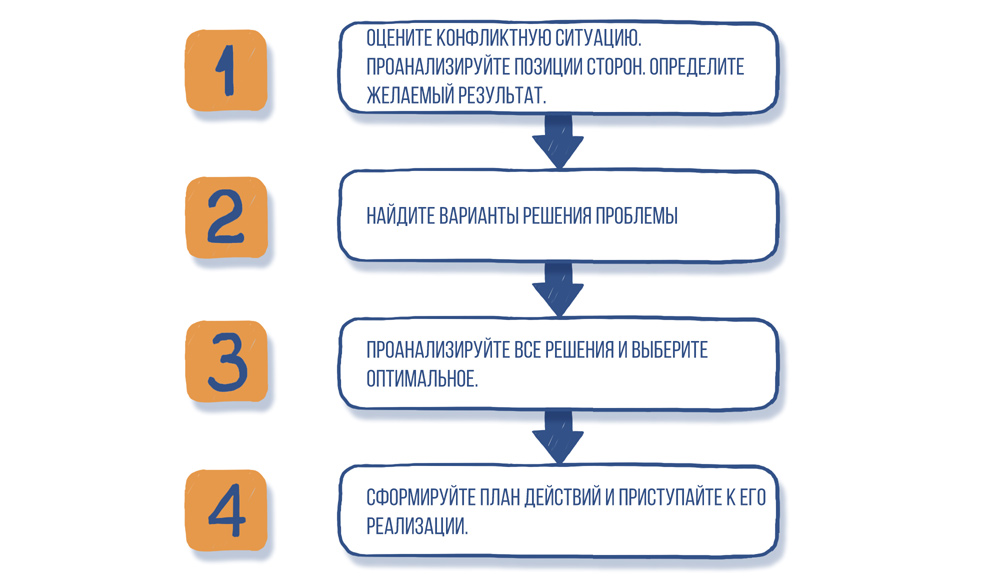 1
ОЦЕНИТЕ КОНФЛИКТНУЮ СИТУАЦИЮ.
ПРОАНАЛИЗИРУЙТЕ ПОЗИЦИИ СТОРОН. ОПРЕДЕЛИТЕ
ЖЕЛАЕМЫЙ РЕЗУЛЬТАТ.
2
НАЙДИТЕ ВАРИАНТЫ РЕШЕНИЯ ПРОБЛЕМЫ
3
ПРОАНАЛИЗИРУЙТЕ ВСЕ РЕШЕНИЯ И ВЫБЕРИТЕ
ОПТИМАЛЬНОЕ.
4
СФОРМИРУЙТЕ ПЛАН ДЕЙСТВИЙ И ПРИСТУПАЙТЕ К ЕГО
РЕАЛИЗАЦИИ.